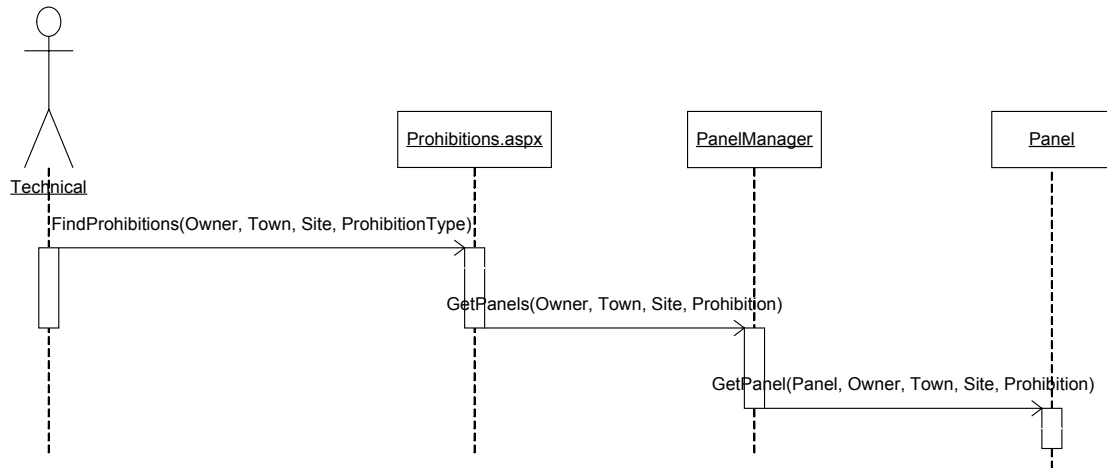 Prohibitions.aspx
PanelManager
Panel
Technical
FindProhibitions(Owner, Town, Site, ProhibitionType)
GetPanels(Owner, Town, Site, Prohibition)
GetPanel(Panel, Owner, Town, Site, Prohibition)